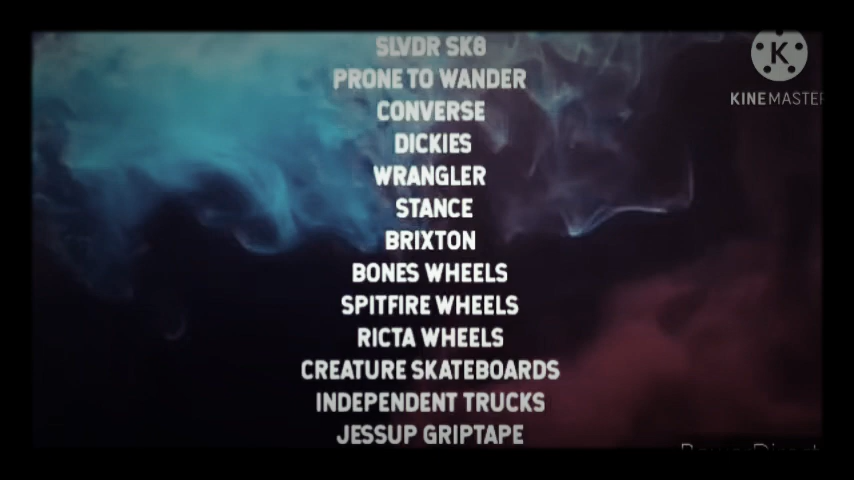 SLVDR SK8
PRONE TO WANDER
CONVERSE
DICKIES
WRANGLER
STANCE
BRIXTON
BONES WHEELS
SPITFIRE WHEELS
RICTA WHEELS
CREATURE SKATEBOARDS
INDEPENDENT TRUCKS
JESSUP GRIPTAPE
K
KINEMASTER
PowerDirect